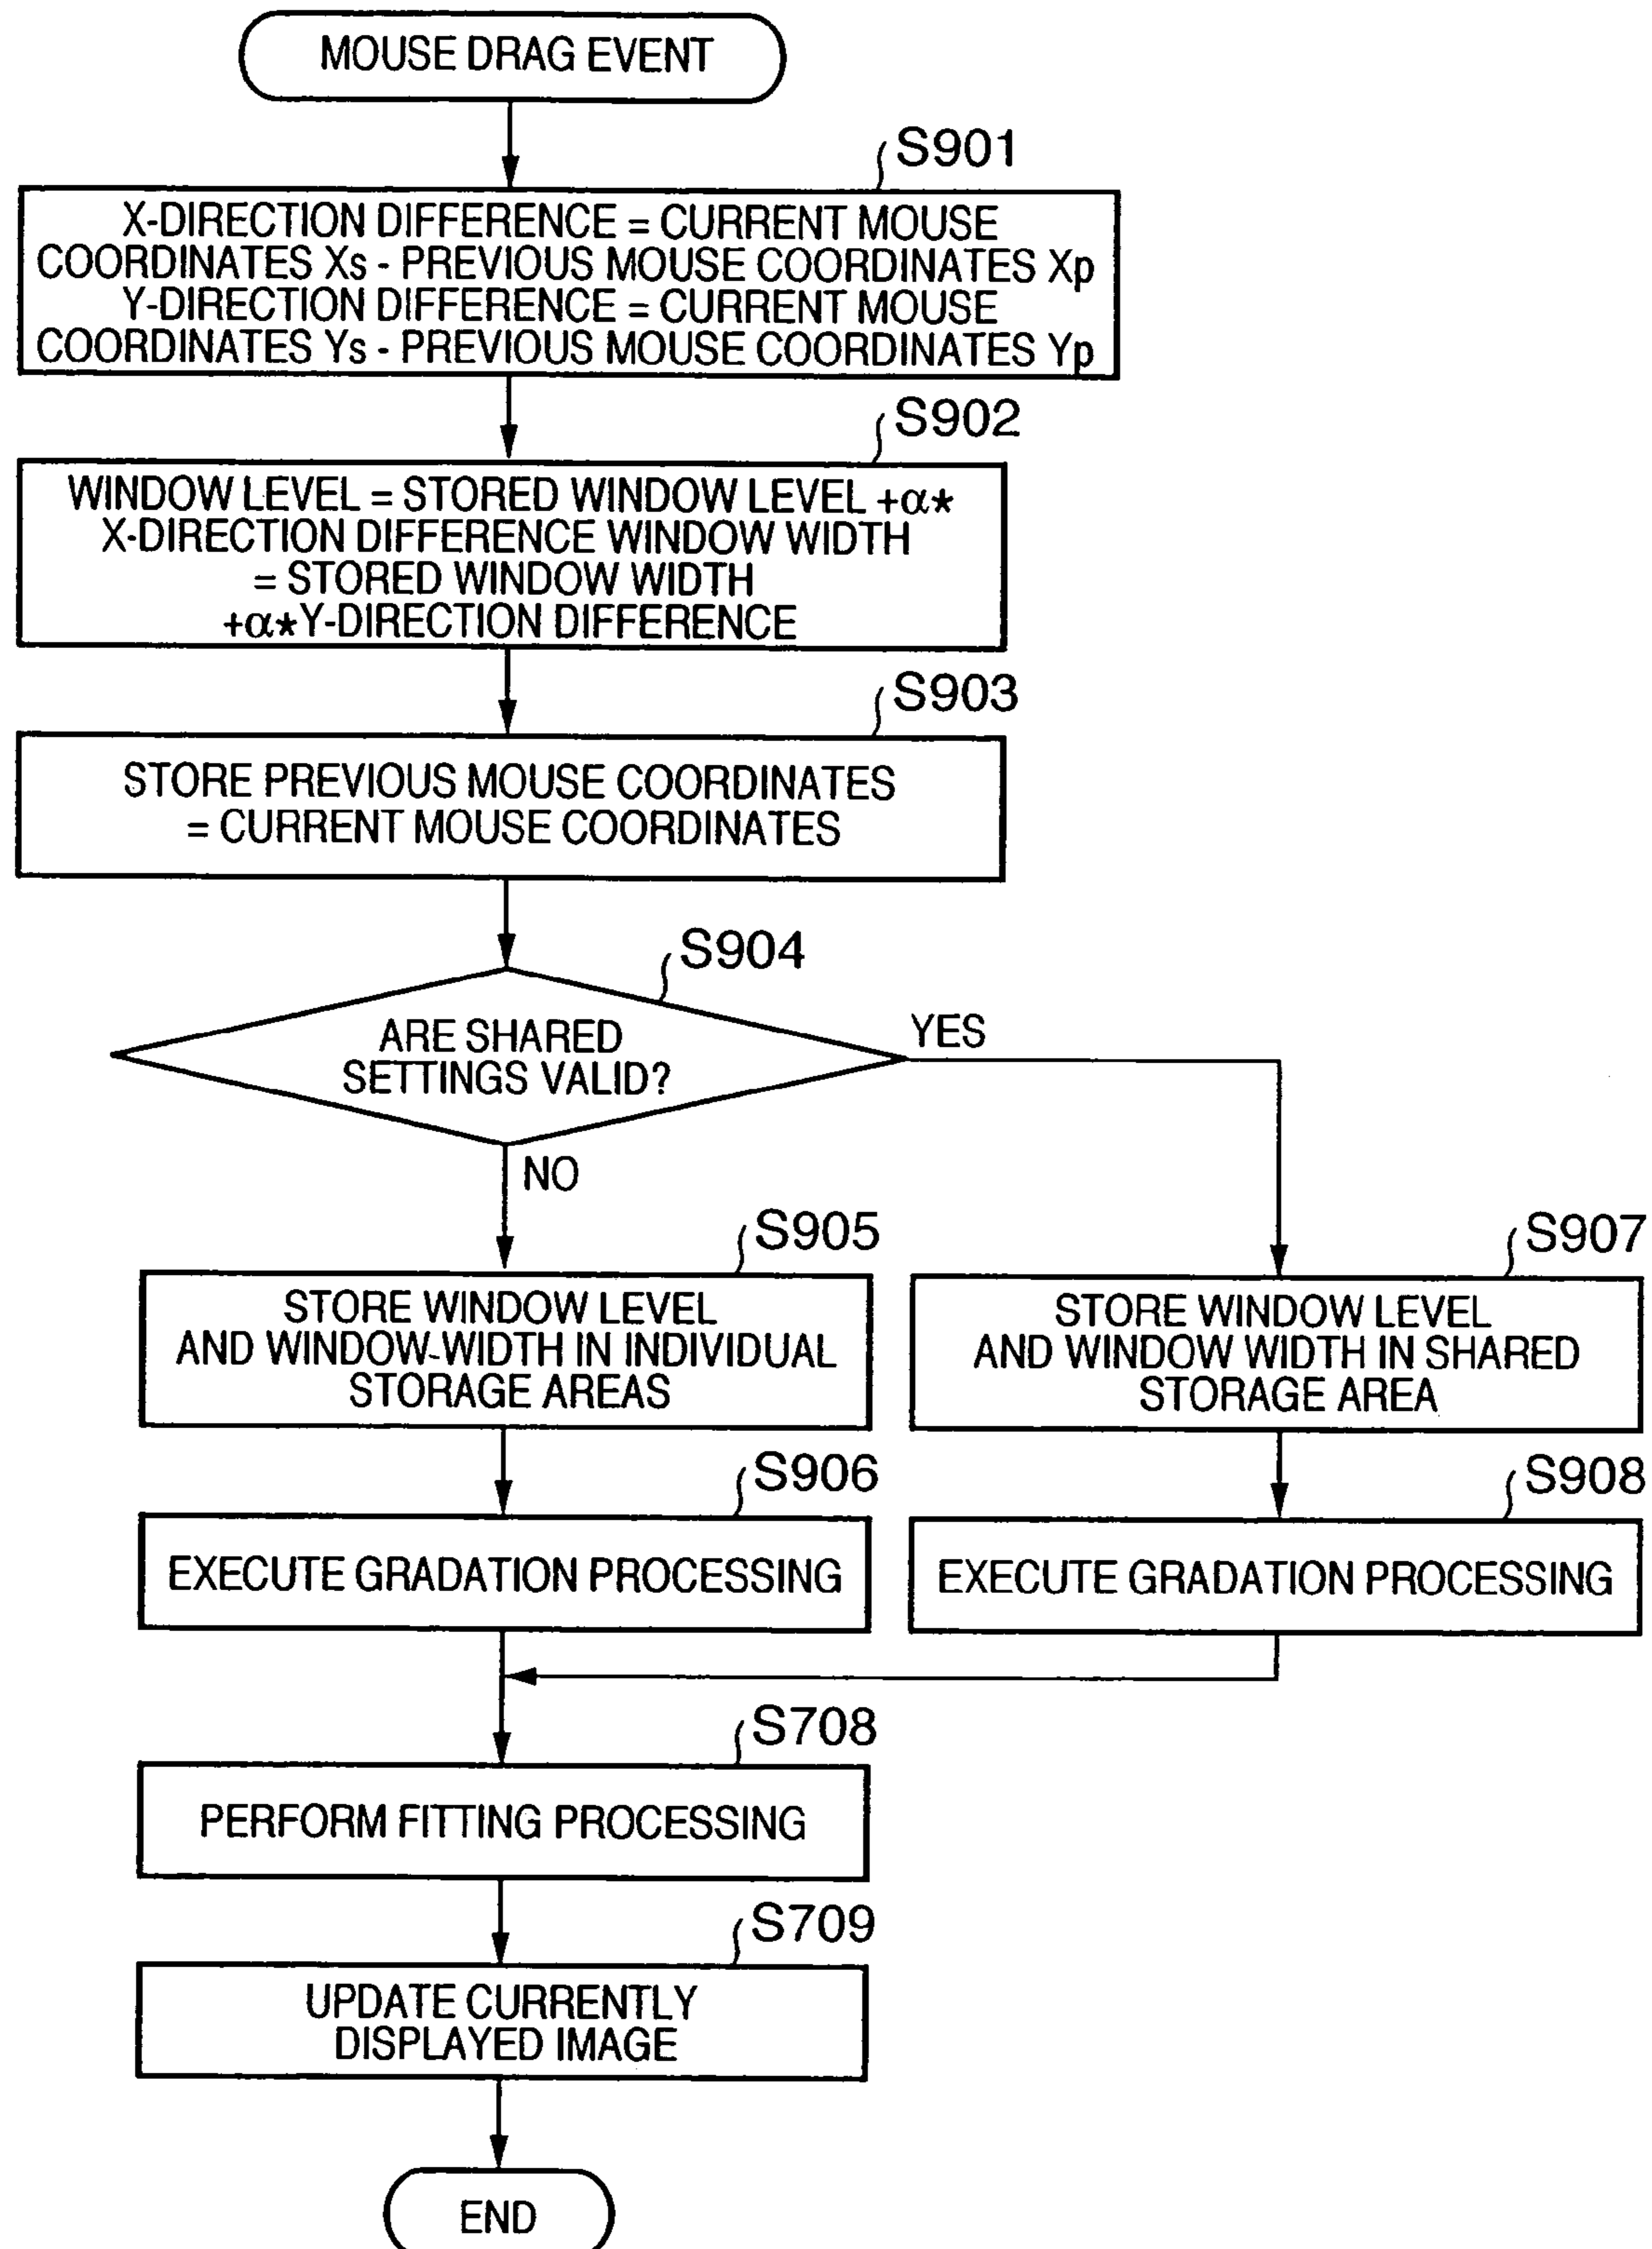 MOUSE DRAG EVENT
S901
X-DIRECTION DIFFERENCE = CURRENT MOUSE
COORDINATES Xs - PREVIOUS MOUSE COORDINATES Xp
Y-DIRECTION DIFFERENCE = CURRENT MOUSE
COORDINATES Ys - PREVIOUS MOUSE COORDINATES Yp
S902
WINDOW LEVEL = STORED WINDOW LEVEL +α★
X-DIRECTION DIFFERENCE WINDOW WIDTH
= STORED WINDOW WIDTH
+α★Y-DIRECTION DIFFERENCE
S903
STORE PREVIOUS MOUSE COORDINATES
= CURRENT MOUSE COORDINATES
S904
ARE SHARED
SETTINGS VALID?
YES
NO
S905
STORE WINDOW LEVEL
AND WINDOW-WIDTH IN INDIVIDUAL
STORAGE AREAS
S907
STORE WINDOW LEVEL
AND WINDOW WIDTH IN SHARED
STORAGE AREA
S906
EXECUTE GRADATION PROCESSING
S908
EXECUTE GRADATION PROCESSING
S708
PERFORM FITTING PROCESSING
S709
UPDATE CURRENTLY
DISPLAYED IMAGE
END